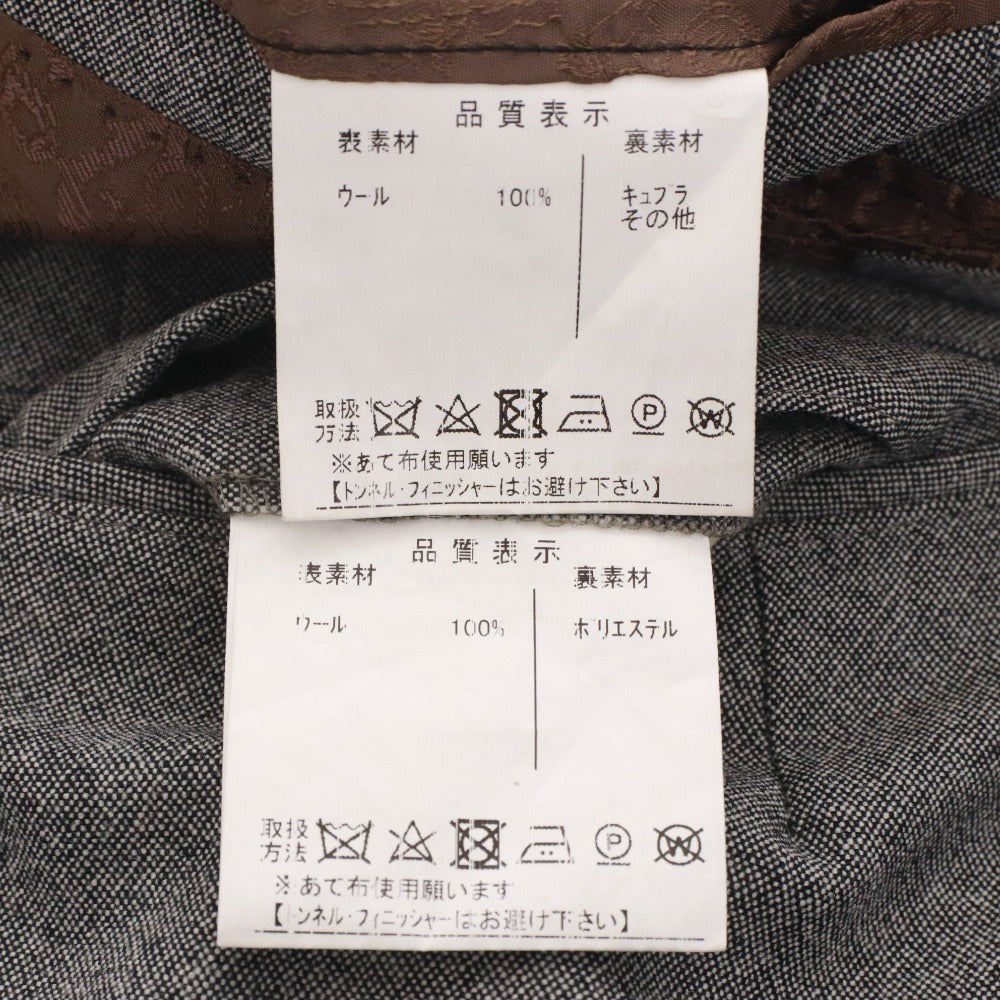 品質表示
表素材 裏素材
ウール 100% キュプラ
その他
取扱
方法 P W
※あて布使用願います
【トンネル・フィニッシャーはお避け下さい】
品質表示
表素材 裏素材
ウール 100% ポリエステル
取扱
方法 P W
※あて布使用願います
【トンネル・フィニッシャーはお避け下さい】